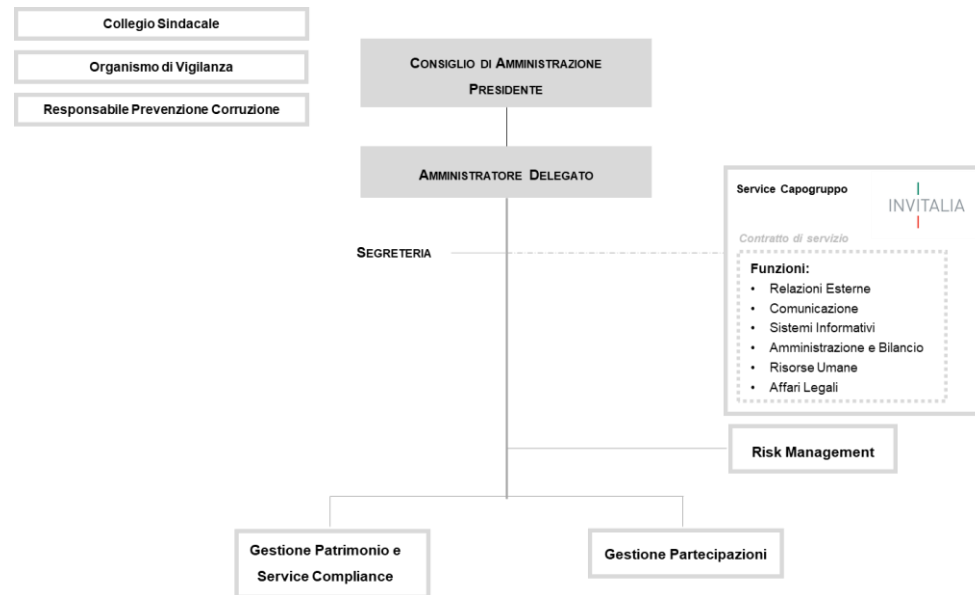 Collegio Sindacale
Organismo di Vigilanza
Responsabile Prevenzione Corruzione
CONSIGLIO DI AMMINISTRAZIONE
PRESIDENTE
AMMINISTRATORE DELEGATO
SEGRETERIA
Service Capogruppo
INVITALIA
Contratto di servizio
Funzioni:
• Relazioni Esterne
• Comunicazione
• Sistemi Informativi
• Amministrazione e Bilancio
• Risorse Umane
• Affari Legali
Risk Management
Gestione Patrimonio e
Service Compliance
Gestione Partecipazioni